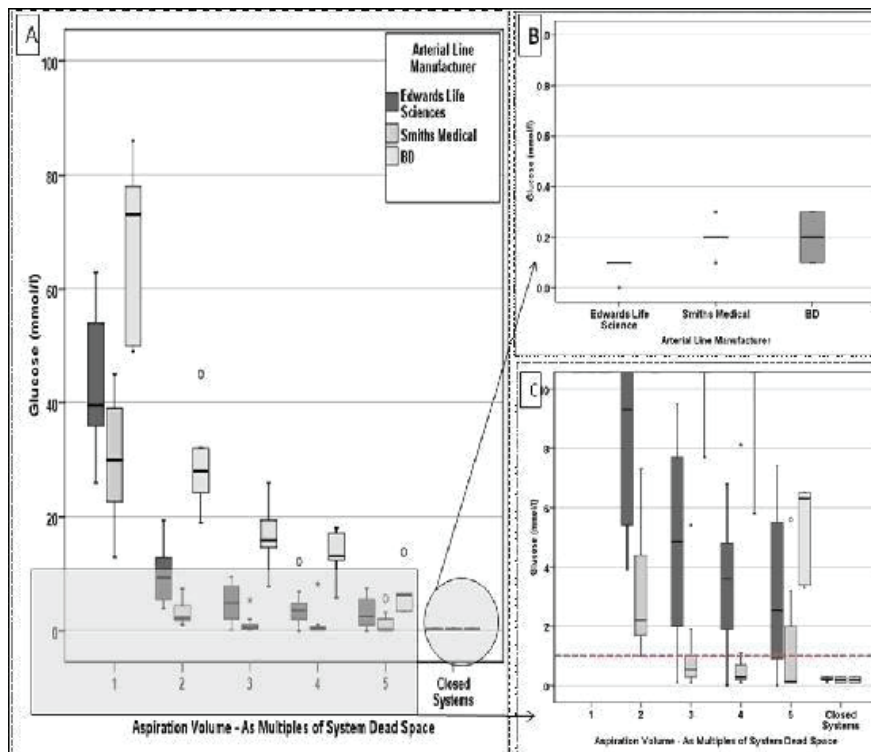 A
Arterial Line
Manufacturer
Edwards Life
Sciences
Smiths Medical
BD
Glucose (mmol/l)
100
80
60
40
20
0
1
2
3
4
5
Closed
Systems
Aspiration Volume - As Multiples of System Dead Space
B
Glucose (mmol/l)
0.8
0.6
0.4
0.2
0.0
Edwards Life
Science
Smiths Medical
BD
Arterial Line Manufacturer
C
Glucose (mmol/l)
8
6
4
2
0
1
2
3
4
5
Closed
Systems
Aspiration Volume - As Multiples of System Dead Space